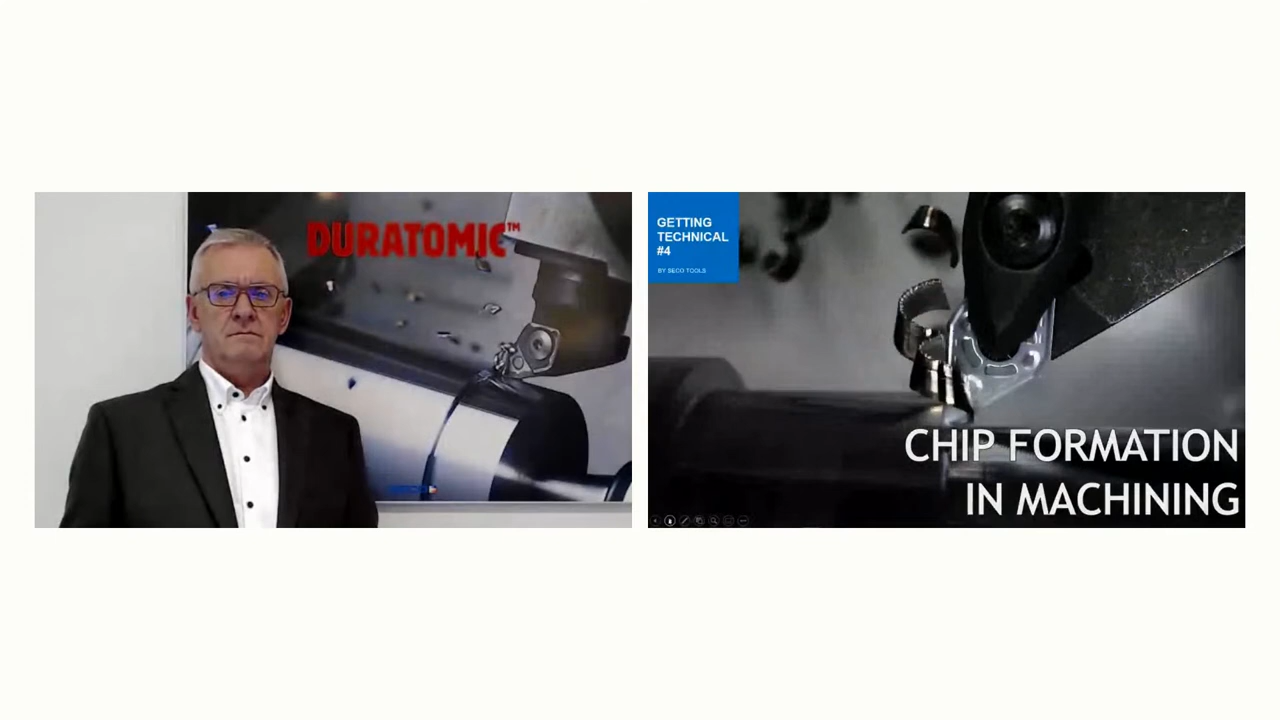 DURATOMIC™
GETTING
TECHNICAL
#4
BY SECO TOOLS
CHIP FORMATION
IN MACHINING